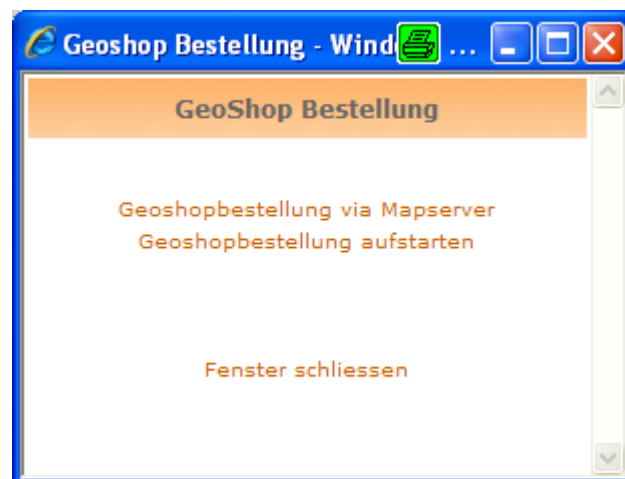 Geoshop Bestellung - Wind ...
GeoShop Bestellung
Geoshopbestellung via Mapserver
Geoshopbestellung aufstarten
Fenster schliessen